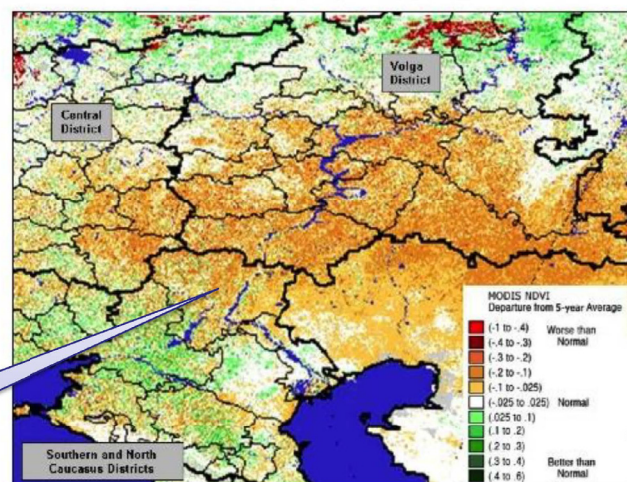 Volga
District
Central
District
Southern and North
Caucasus Districts
MODIS NDVI
Departure from 5-year Average
(-.1 to -.4) Worse than
(-.4 to -.3) Normal
(-.3 to -.2)
(-.2 to -.1)
(-.1 to -.025)
(-.025 to .025) Normal
(.025 to .1)
(.1 to .2)
(.2 to .3)
(.3 to .4) Better than
(.4 to .6) Normal